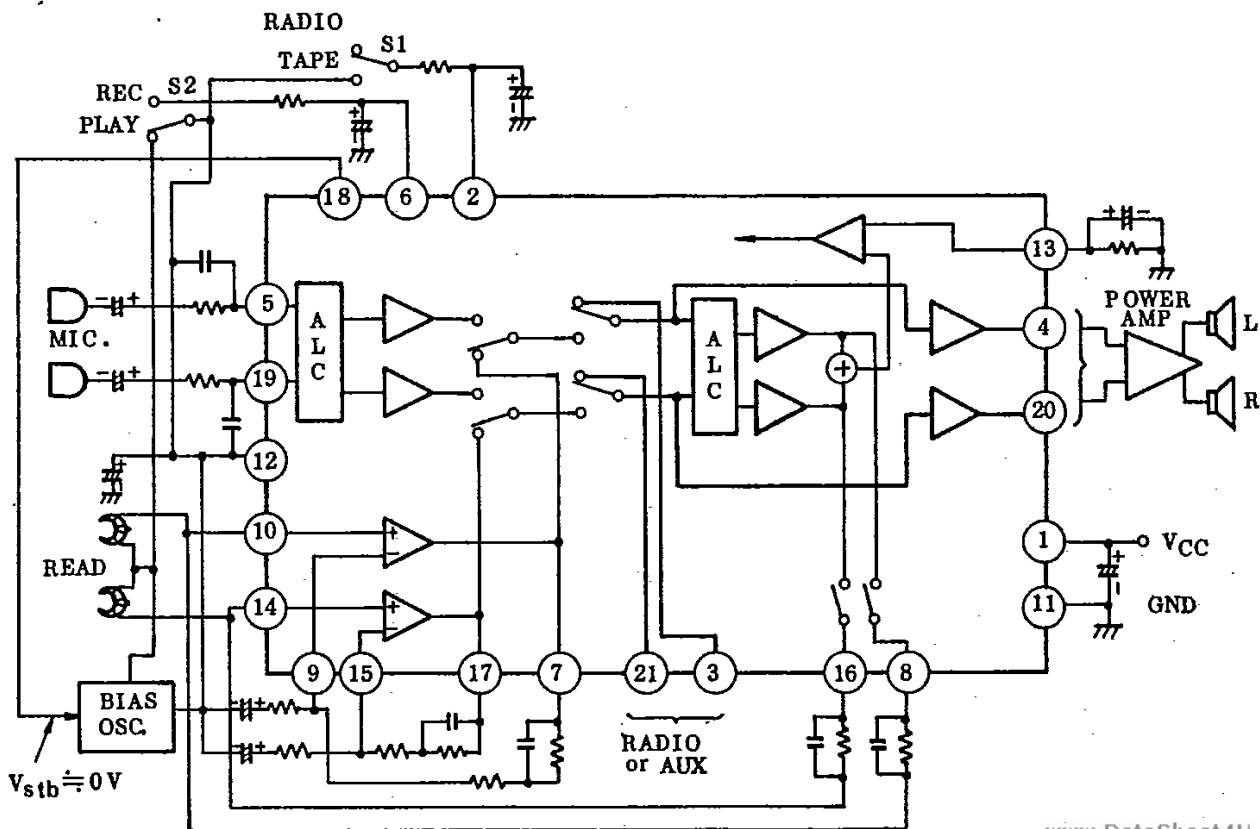 RADIO
TAPE
S1
REC
S2
PLAY
18
6
2
13
5
MIC.
A
L
C
A
L
C
+
POWER
AMP
4
L
19
20
R
12
10
+
−
1
VCC
READ
14
+
−
11
GND
9
15
17
7
21
3
16
8
BIAS
OSC.
RADIO
or AUX
Vstb≒0V